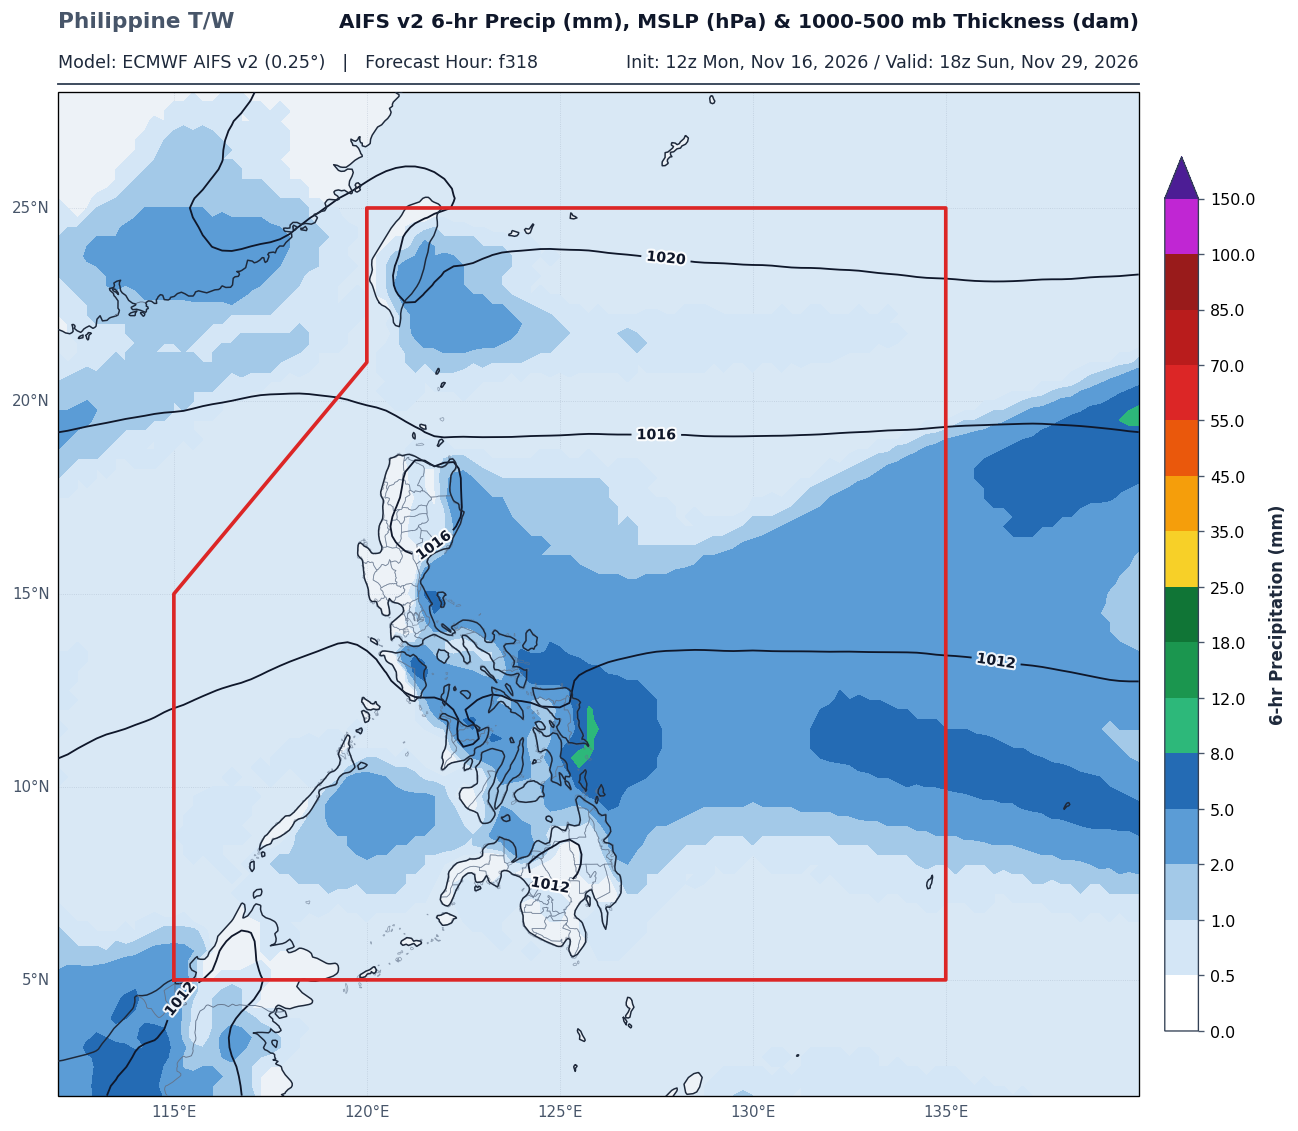 Philippine T/W
AIFS v2 6-hr Precip (mm), MSLP (hPa) & 1000-500 mb Thickness (dam)
Model: ECMWF AIFS v2 (0.25°)   |   Forecast Hour: f318
Init: 12z Mon, Nov 16, 2026 / Valid: 18z Sun, Nov 29, 2026
25°N
20°N
15°N
10°N
5°N
1020
1016
1016
1012
1012
1012
115°E
120°E
125°E
130°E
135°E
150.0
100.0
85.0
70.0
55.0
45.0
35.0
25.0
18.0
12.0
8.0
5.0
2.0
1.0
0.5
0.0
6-hr Precipitation (mm)